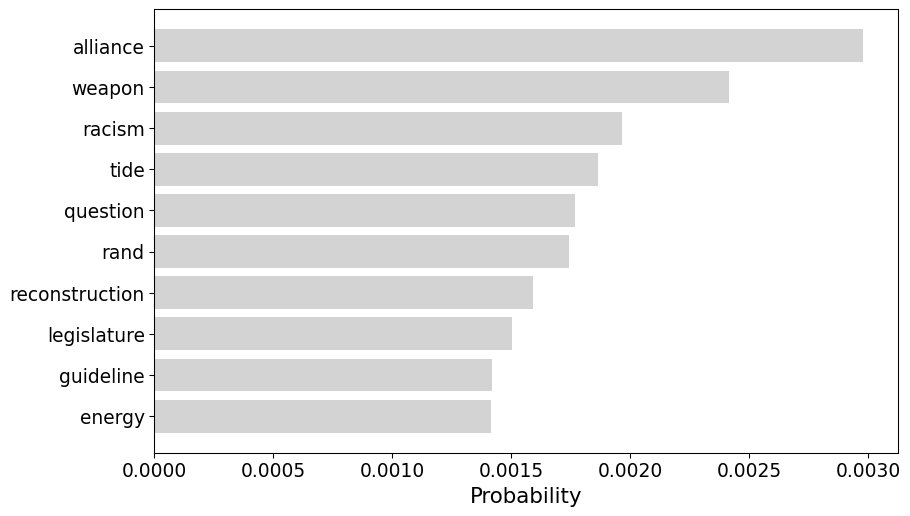 alliance
weapon
racism
tide
question
rand
reconstruction
legislature
guideline
energy
0.0000 0.0005 0.0010 0.0015 0.0020 0.0025 0.0030
Probability